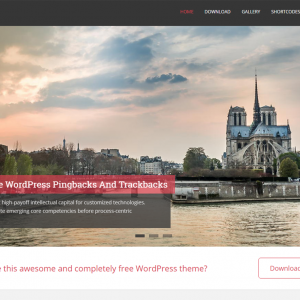 HOME DOWNLOAD GALLERY SHORTCODES
e WordPress Pingbacks And Trackbacks
high-payoff intellectual capital for customized technologies.
te emerging core competencies before process-centric
e this awesome and completely free WordPress theme?
Download